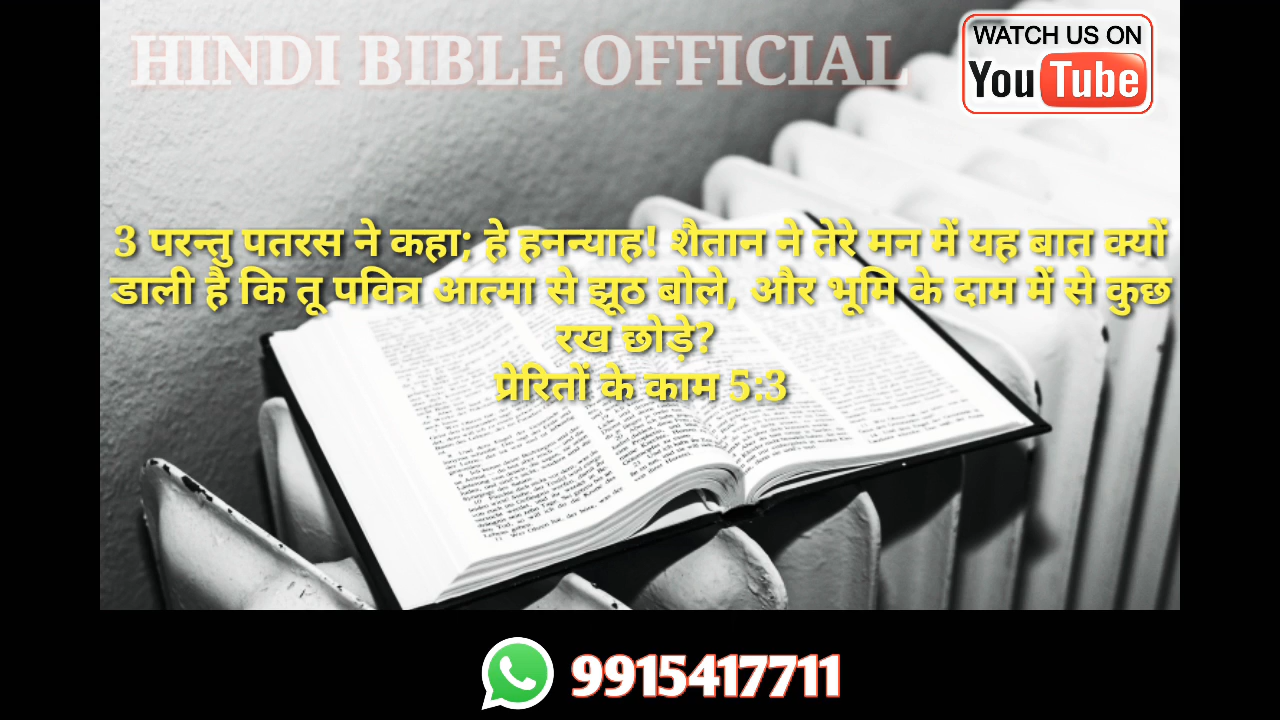 HINDI BIBLE OFFICIAL
WATCH US ON
YouTube
3 परन्तु पतरस ने कहा; हे हनन्याह! शैतान ने तेरे मन में यह बात क्यों
डाली है कि तू पवित्र आत्मा से झूठ बोले, और भूमि के दाम में से कुछ
रख छोड़े?
प्रेरितों के काम 5:3
9915417711